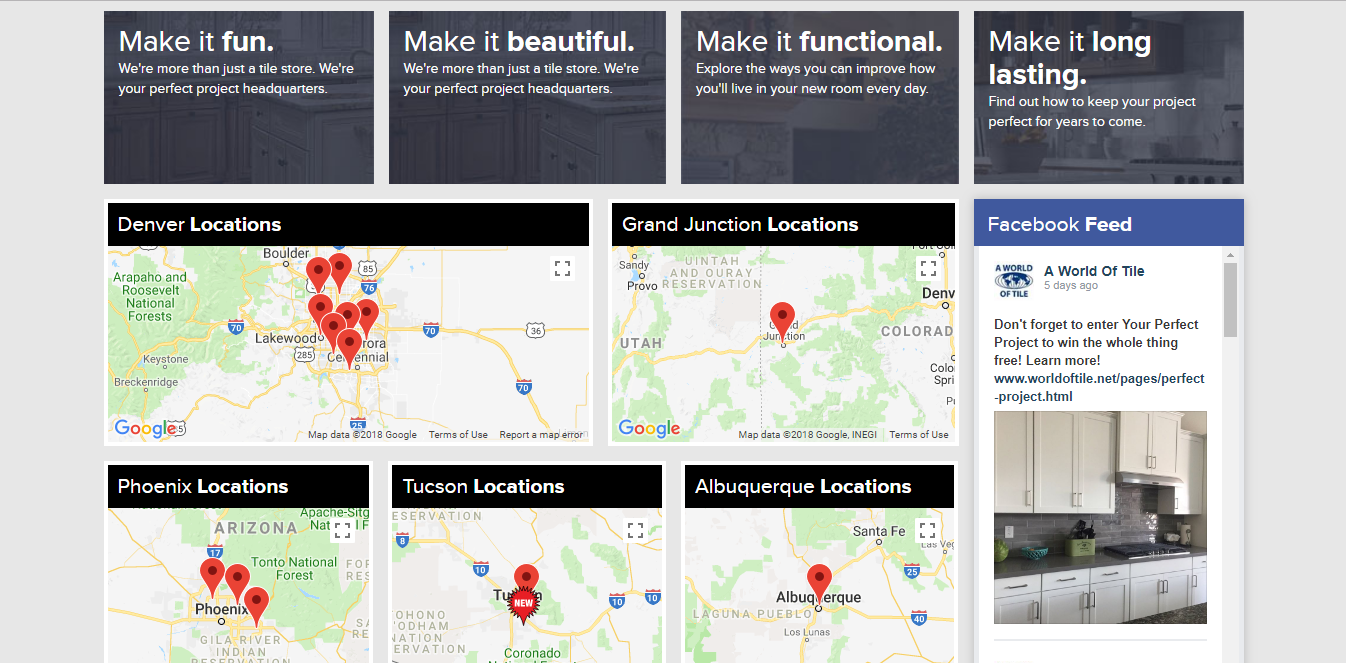 Make it fun.
We're more than just a tile store. We're
your perfect project headquarters.
Make it beautiful.
We're more than just a tile store. We're
your perfect project headquarters.
Make it functional.
Explore the ways you can improve how
you'll live in your new room every day.
Make it long
lasting.
Find out how to keep your project
perfect for years to come.
Denver Locations
Boulder
85
76
Arapaho and
Roosevelt
National
Forests
70
70
36
Lakewood
285
Keystone
Breckenridge
70
25
Google
Map data ©2018 Google
Terms of Use
Report a map error
Grand Junction Locations
Sandy
Provo
UINTAH
AND OURAY
RESERVATION
Denv
Junction
UTAH
COLORAD
Colo
Spri
Google
Map data ©2018 Google, INEGI
Terms of Use
Facebook Feed
A WORLD
OF TILE
A World Of Tile
5 days ago
Don't forget to enter Your Perfect
Project to win the whole thing
free! Learn more!
www.worldoftile.net/pages/perfect
-project.html
Phoenix Locations
Apache-Sitg
ARIZONA
17
Tonto National
Forest
Phoenix
GILA RIVER
INDIAN
RESERVATION
Tucson Locations
ESERVATION
8
10
NEW
10
10
OHONO
O'ODHAM
NATION
ERVATION
Coronado
National Forest
Albuquerque Locations
Santa Fe
Las Veg
25
Albuquerque
LAGUNA PUEBLO
40
Los Lunas